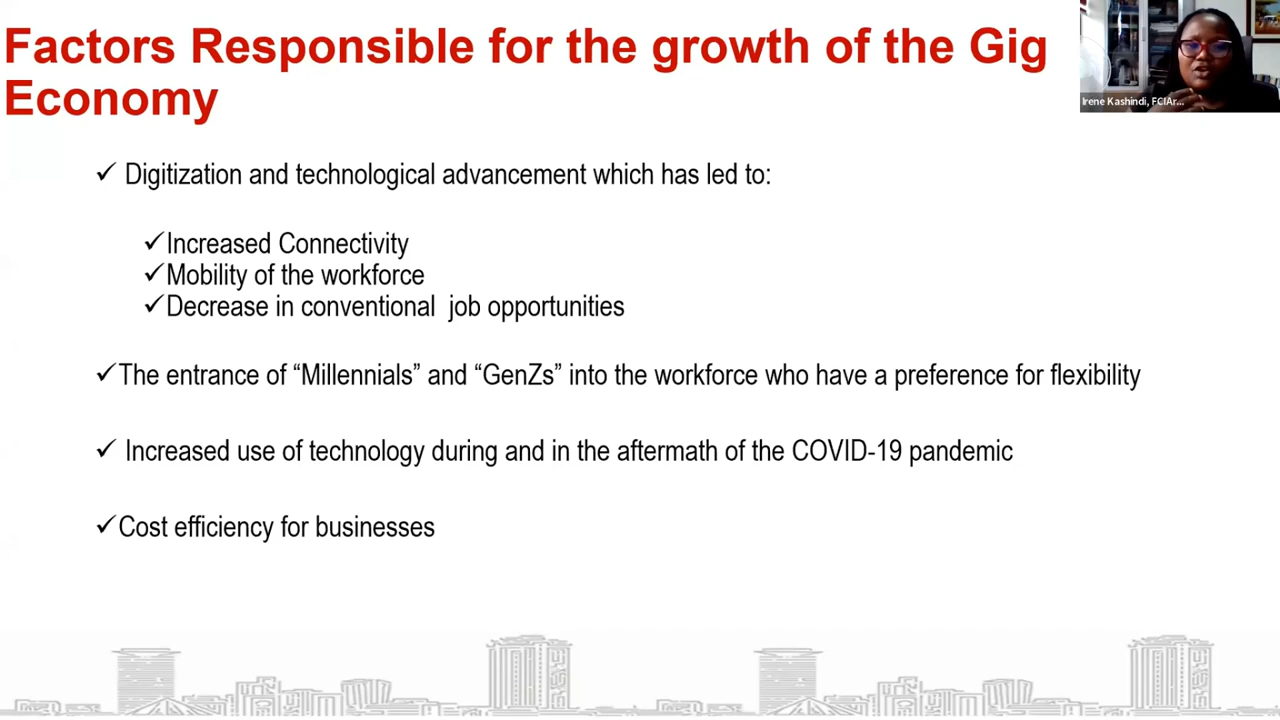 Factors Responsible for the growth of the Gig
Economy
Irene Kashindi, FCIAr...
✓ Digitization and technological advancement which has led to:
✓Increased Connectivity
✓Mobility of the workforce
✓Decrease in conventional job opportunities
✓The entrance of “Millennials” and “GenZs” into the workforce who have a preference for flexibility
✓ Increased use of technology during and in the aftermath of the COVID-19 pandemic
✓Cost efficiency for businesses